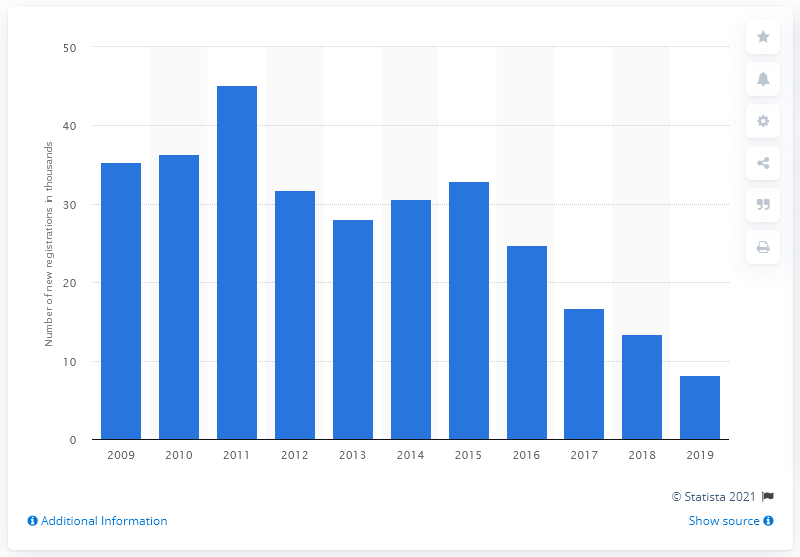 50
40
30
20
10
0
Number of new registrations in thousands
2009 2010 2011 2012 2013 2014 2015 2016 2017 2018 2019
© Statista 2021
Additional Information
Show source